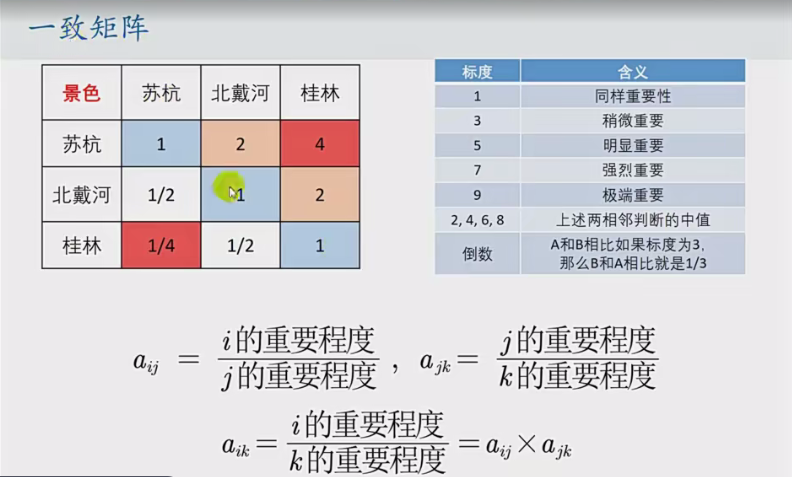 一致矩阵
景色 苏杭 北戴河 桂林
苏杭 1 2 4
北戴河 1/2 1 2
桂林 1/4 1/2 1
标度 含义
1 同样重要性
3 稍微重要
5 明显重要
7 强烈重要
9 极端重要
2, 4, 6, 8 上述两相邻判断的中值
倒数 A和B相比如果标度为3，
那么B和A相比就是1/3
a_{ij} = \frac{i的重要程度}{j的重要程度} , a_{jk} = \frac{j的重要程度}{k的重要程度}
a_{ik} = \frac{i的重要程度}{k的重要程度} = a_{ij} × a_{jk}